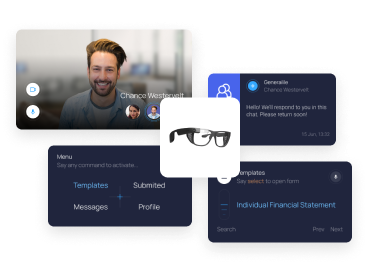 Chance Westervelt
Generaille
Chance Westervelt
Hello! We'll respond to you in this
chat. Please return soon!
Menu
Say any command to activate...
Templates
Submited
Messages
Profile
Templates
Say select to open form
Individual Financial Statement
Search
Prev
Next